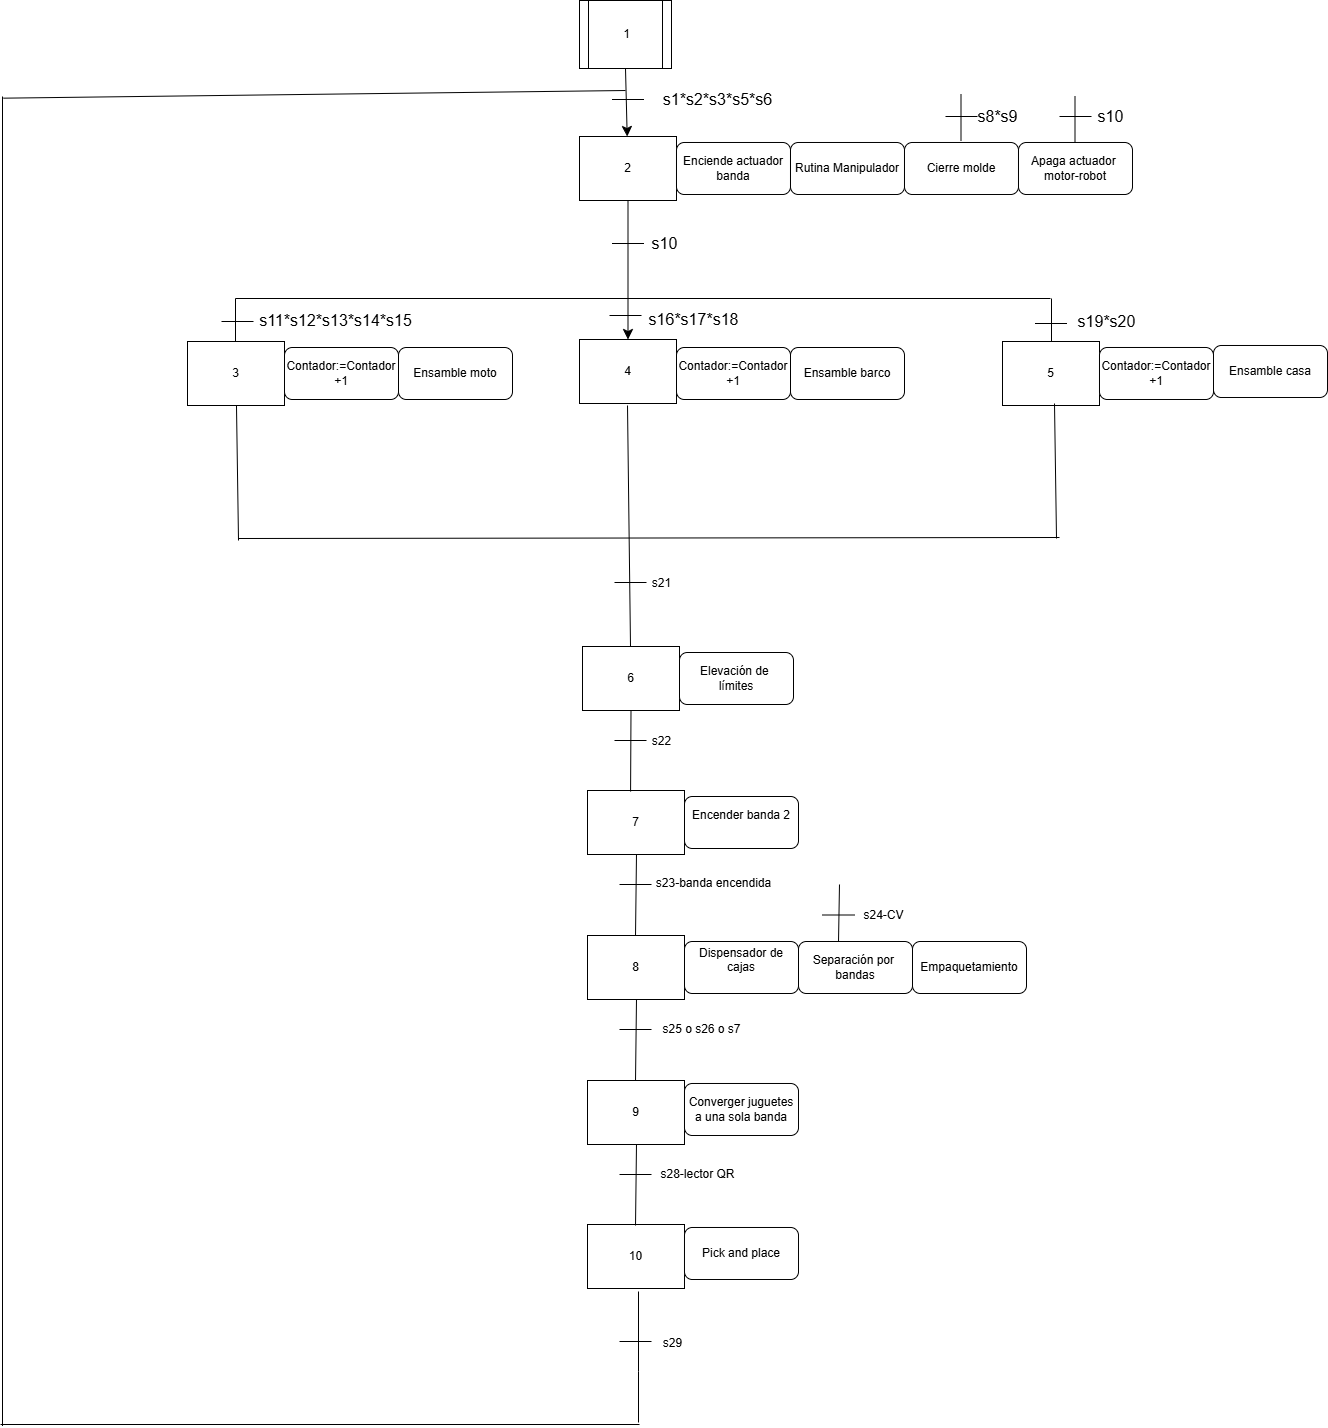 1
s1*s2*s3*s5*s6
s8*s9
s10
2
Enciende actuador
banda
Rutina Manipulador
Cierre molde
Apaga actuador
motor-robot
s10
s11*s12*s13*s14*s15
s16*s17*s18
s19*s20
3
Contador:=Contador
+1
Ensamble moto
4
Contador:=Contador
+1
Ensamble barco
5
Contador:=Contador
+1
Ensamble casa
s21
6
Elevación de
límites
s22
7
Encender banda 2
s23-banda encendida
s24-CV
8
Dispensador de
cajas
Separación por
bandas
Empaquetamiento
s25 o s26 o s7
9
Converger juguetes
a una sola banda
s28-lector QR
10
Pick and place
s29